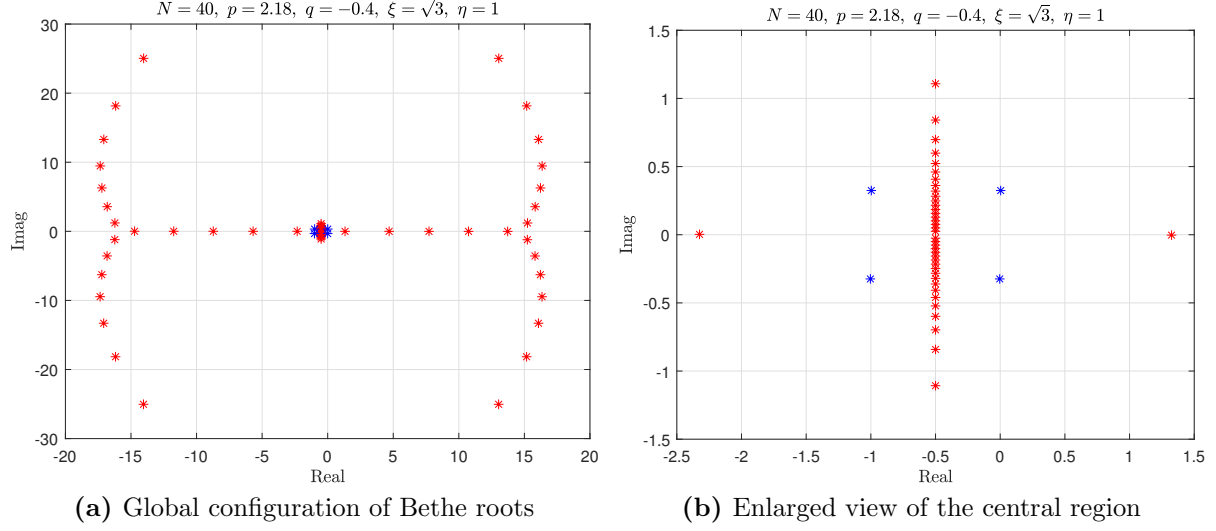 N = 40, p = 2.18, q = −0.4, ξ = √3, η = 1
30
20
10
0
-10
-20
-30
Imag
-20 -15 -10 -5 0 5 10 15 20
Real
(a) Global configuration of Bethe roots
N = 40, p = 2.18, q = −0.4, ξ = √3, η = 1
1.5
1
0.5
0
-0.5
-1
-1.5
Imag
-2.5 -2 -1.5 -1 -0.5 0 0.5 1 1.5
Real
(b) Enlarged view of the central region